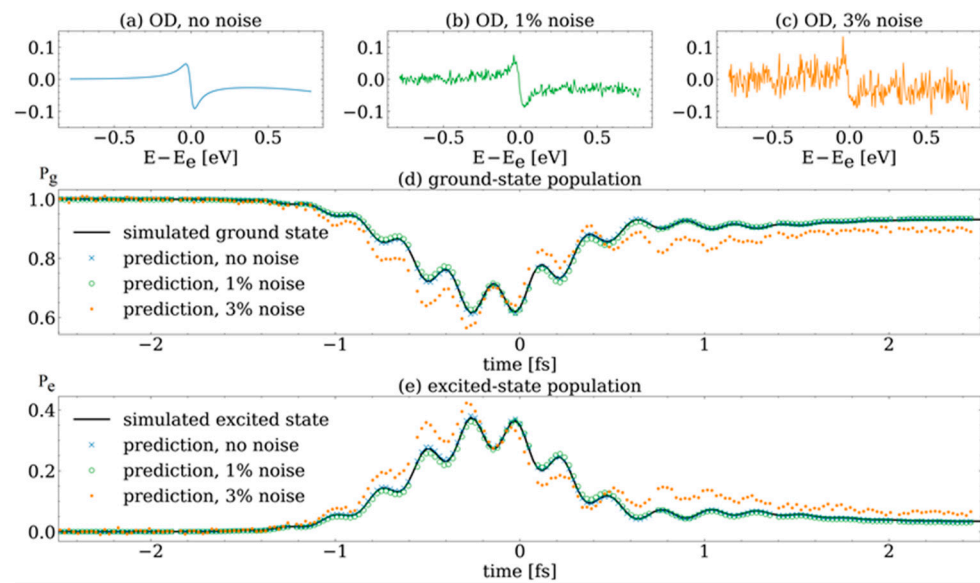 (a) OD, no noise (b) OD, 1% noise (c) OD, 3% noise
0.1 0.1 0.1
0.0 0.0 0.0
−0.1 −0.1 −0.1
−0.5 0.0 0.5 −0.5 0.0 0.5 −0.5 0.0 0.5
E−Ee [eV] E−Ee [eV] E−Ee [eV]
Pg (d) ground-state population
1.0
simulated ground state
prediction, no noise
0.8
prediction, 1% noise
prediction, 3% noise
0.6
−2 −1 0 1 2
time [fs]
Pe (e) excited-state population
0.4
simulated excited state
prediction, no noise
0.2
prediction, 1% noise
prediction, 3% noise
0.0
−2 −1 0 1 2
time [fs]